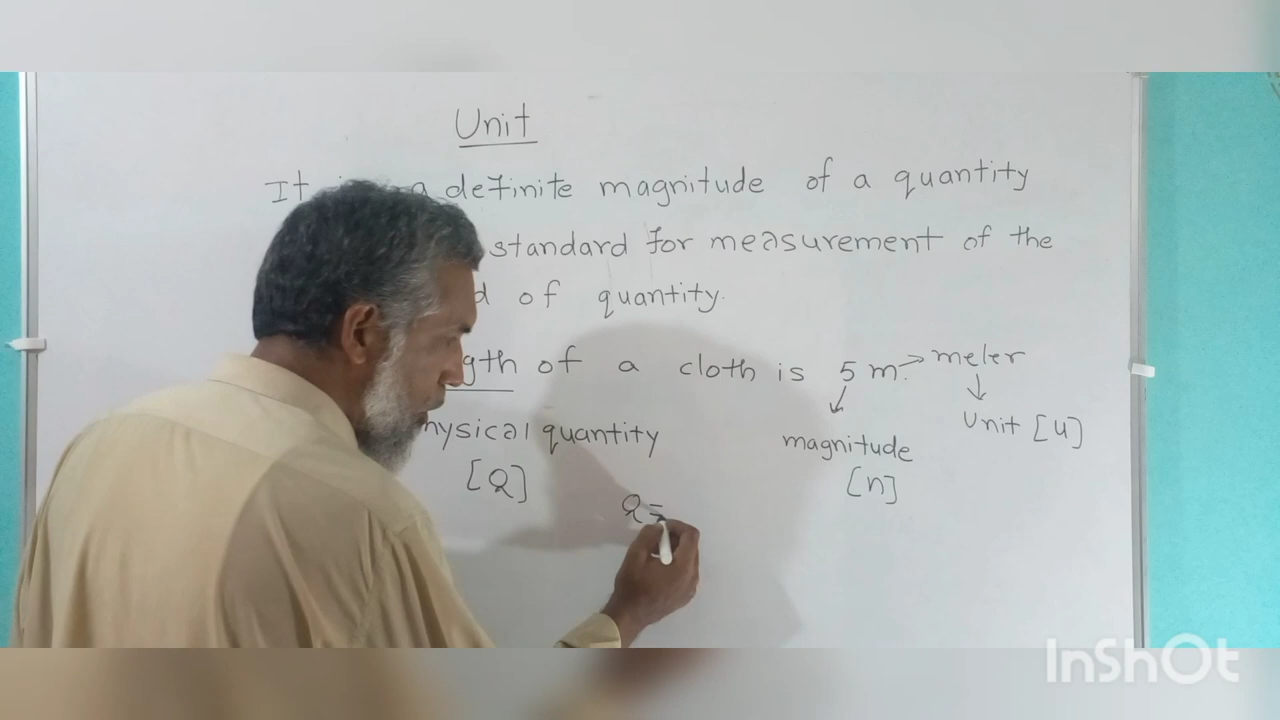 Unit
It a definite magnitude of a quantity
standard for measurement of the
d of quantity.
gth of a cloth is 5 m. → meter
hysical quantity magnitude Unit [u]
[Q] [n]
Q=
InShOt